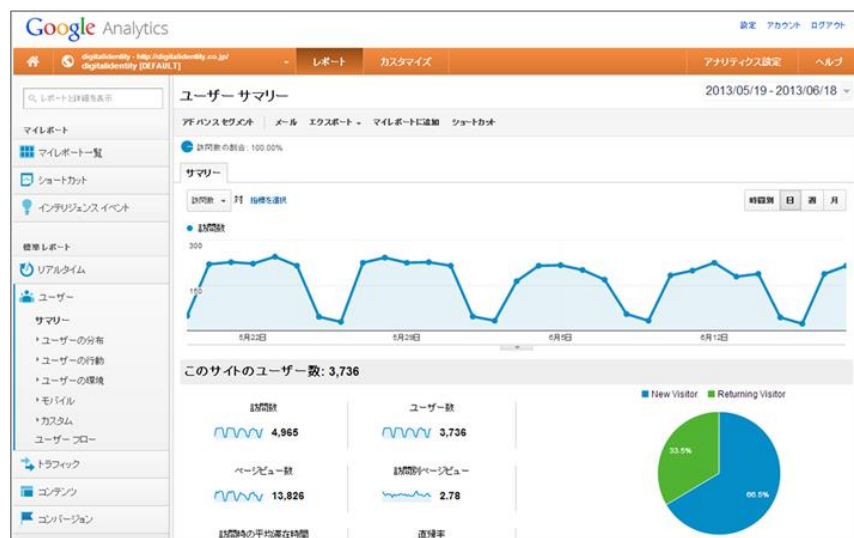 Google Analytics
設定 アカウント ログアウト
digitalidentity - http://digitalidentity.co.jp/
digitalidentity [DEFAULT]
レポート カスタマイズ
アナリティクス設定 ヘルプ
レポートと詳細を表示
マイレポート
マイレポート一覧
ショートカット
インテリジェンス イベント
標準レポート
リアルタイム
ユーザー
サマリー
ユーザーの分布
ユーザーの行動
ユーザーの環境
モバイル
カスタム
ユーザー フロー
トラフィック
コンテンツ
コンバージョン
ユーザー サマリー
2013/05/19 - 2013/06/18
アドバンス セグメント メール エクスポート マイレポートに追加 ショートカット
訪問数の割合: 100.00%
サマリー
訪問数 対 指標を選択
時間別 日 週 月
訪問数
300
150
5月22日 5月29日 6月5日 6月12日
このサイトのユーザー数: 3,736
訪問数
4,965
ユーザー数
3,736
ページビュー数
13,826
訪問別ページビュー
2.78
訪問時の平均滞在時間
直帰率
New Visitor Returning Visitor
33.5%
66.5%